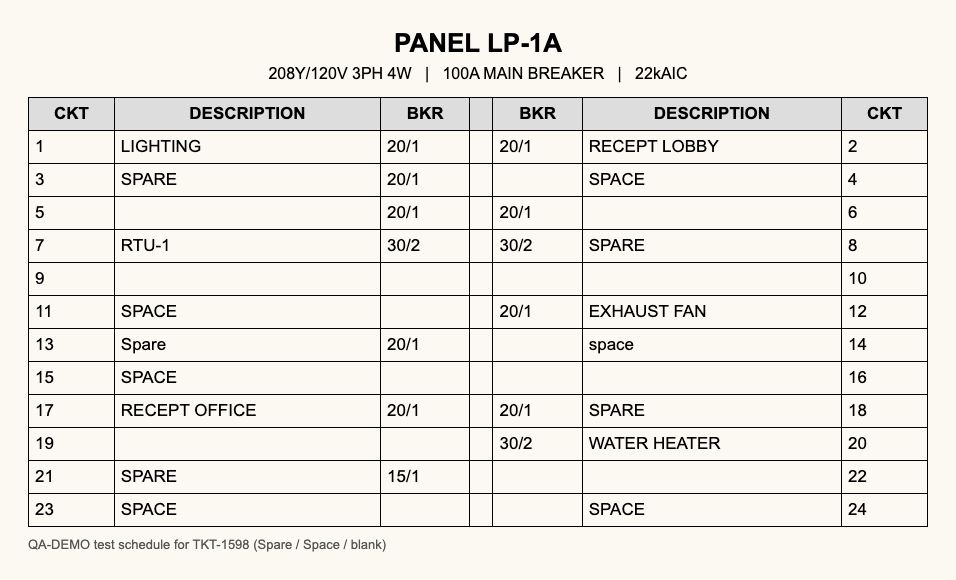 PANEL LP-1A
208Y/120V 3PH 4W | 100A MAIN BREAKER | 22kAIC
CKT DESCRIPTION BKR BKR DESCRIPTION CKT
1 LIGHTING 20/1 20/1 RECEPT LOBBY 2
3 SPARE 20/1 SPACE 4
5 20/1 20/1 6
7 RTU-1 30/2 30/2 SPARE 8
9 10
11 SPACE 20/1 EXHAUST FAN 12
13 Spare 20/1 space 14
15 SPACE 16
17 RECEPT OFFICE 20/1 20/1 SPARE 18
19 30/2 WATER HEATER 20
21 SPARE 15/1 22
23 SPACE SPACE 24
QA-DEMO test schedule for TKT-1598 (Spare / Space / blank)